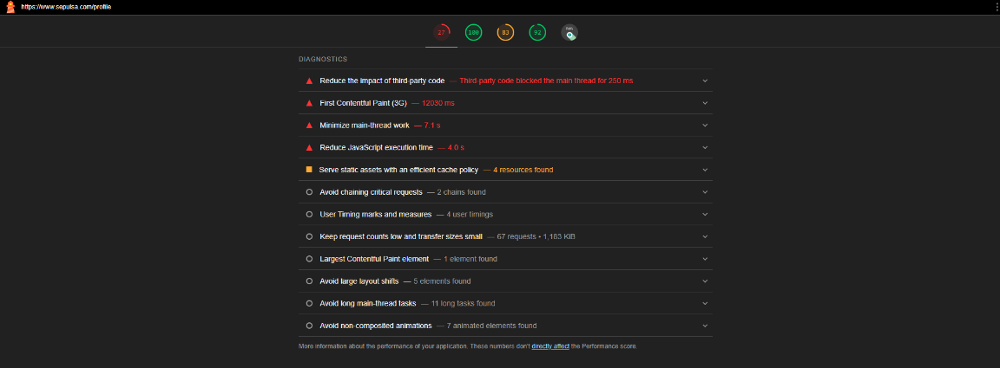 https://www.sepulsa.com/profile
27 100 83 92
DIAGNOSTICS
Reduce the impact of third-party code — Third-party code blocked the main thread for 250 ms
First Contentful Paint (3G) — 12030 ms
Minimize main-thread work — 7.1 s
Reduce JavaScript execution time — 4.0 s
Serve static assets with an efficient cache policy — 4 resources found
Avoid chaining critical requests — 2 chains found
User Timing marks and measures — 4 user timings
Keep request counts low and transfer sizes small — 67 requests • 1,183 KiB
Largest Contentful Paint element — 1 element found
Avoid large layout shifts — 5 elements found
Avoid long main-thread tasks — 11 long tasks found
Avoid non-composited animations — 7 animated elements found
More information about the performance of your application. These numbers don't directly affect the Performance score.